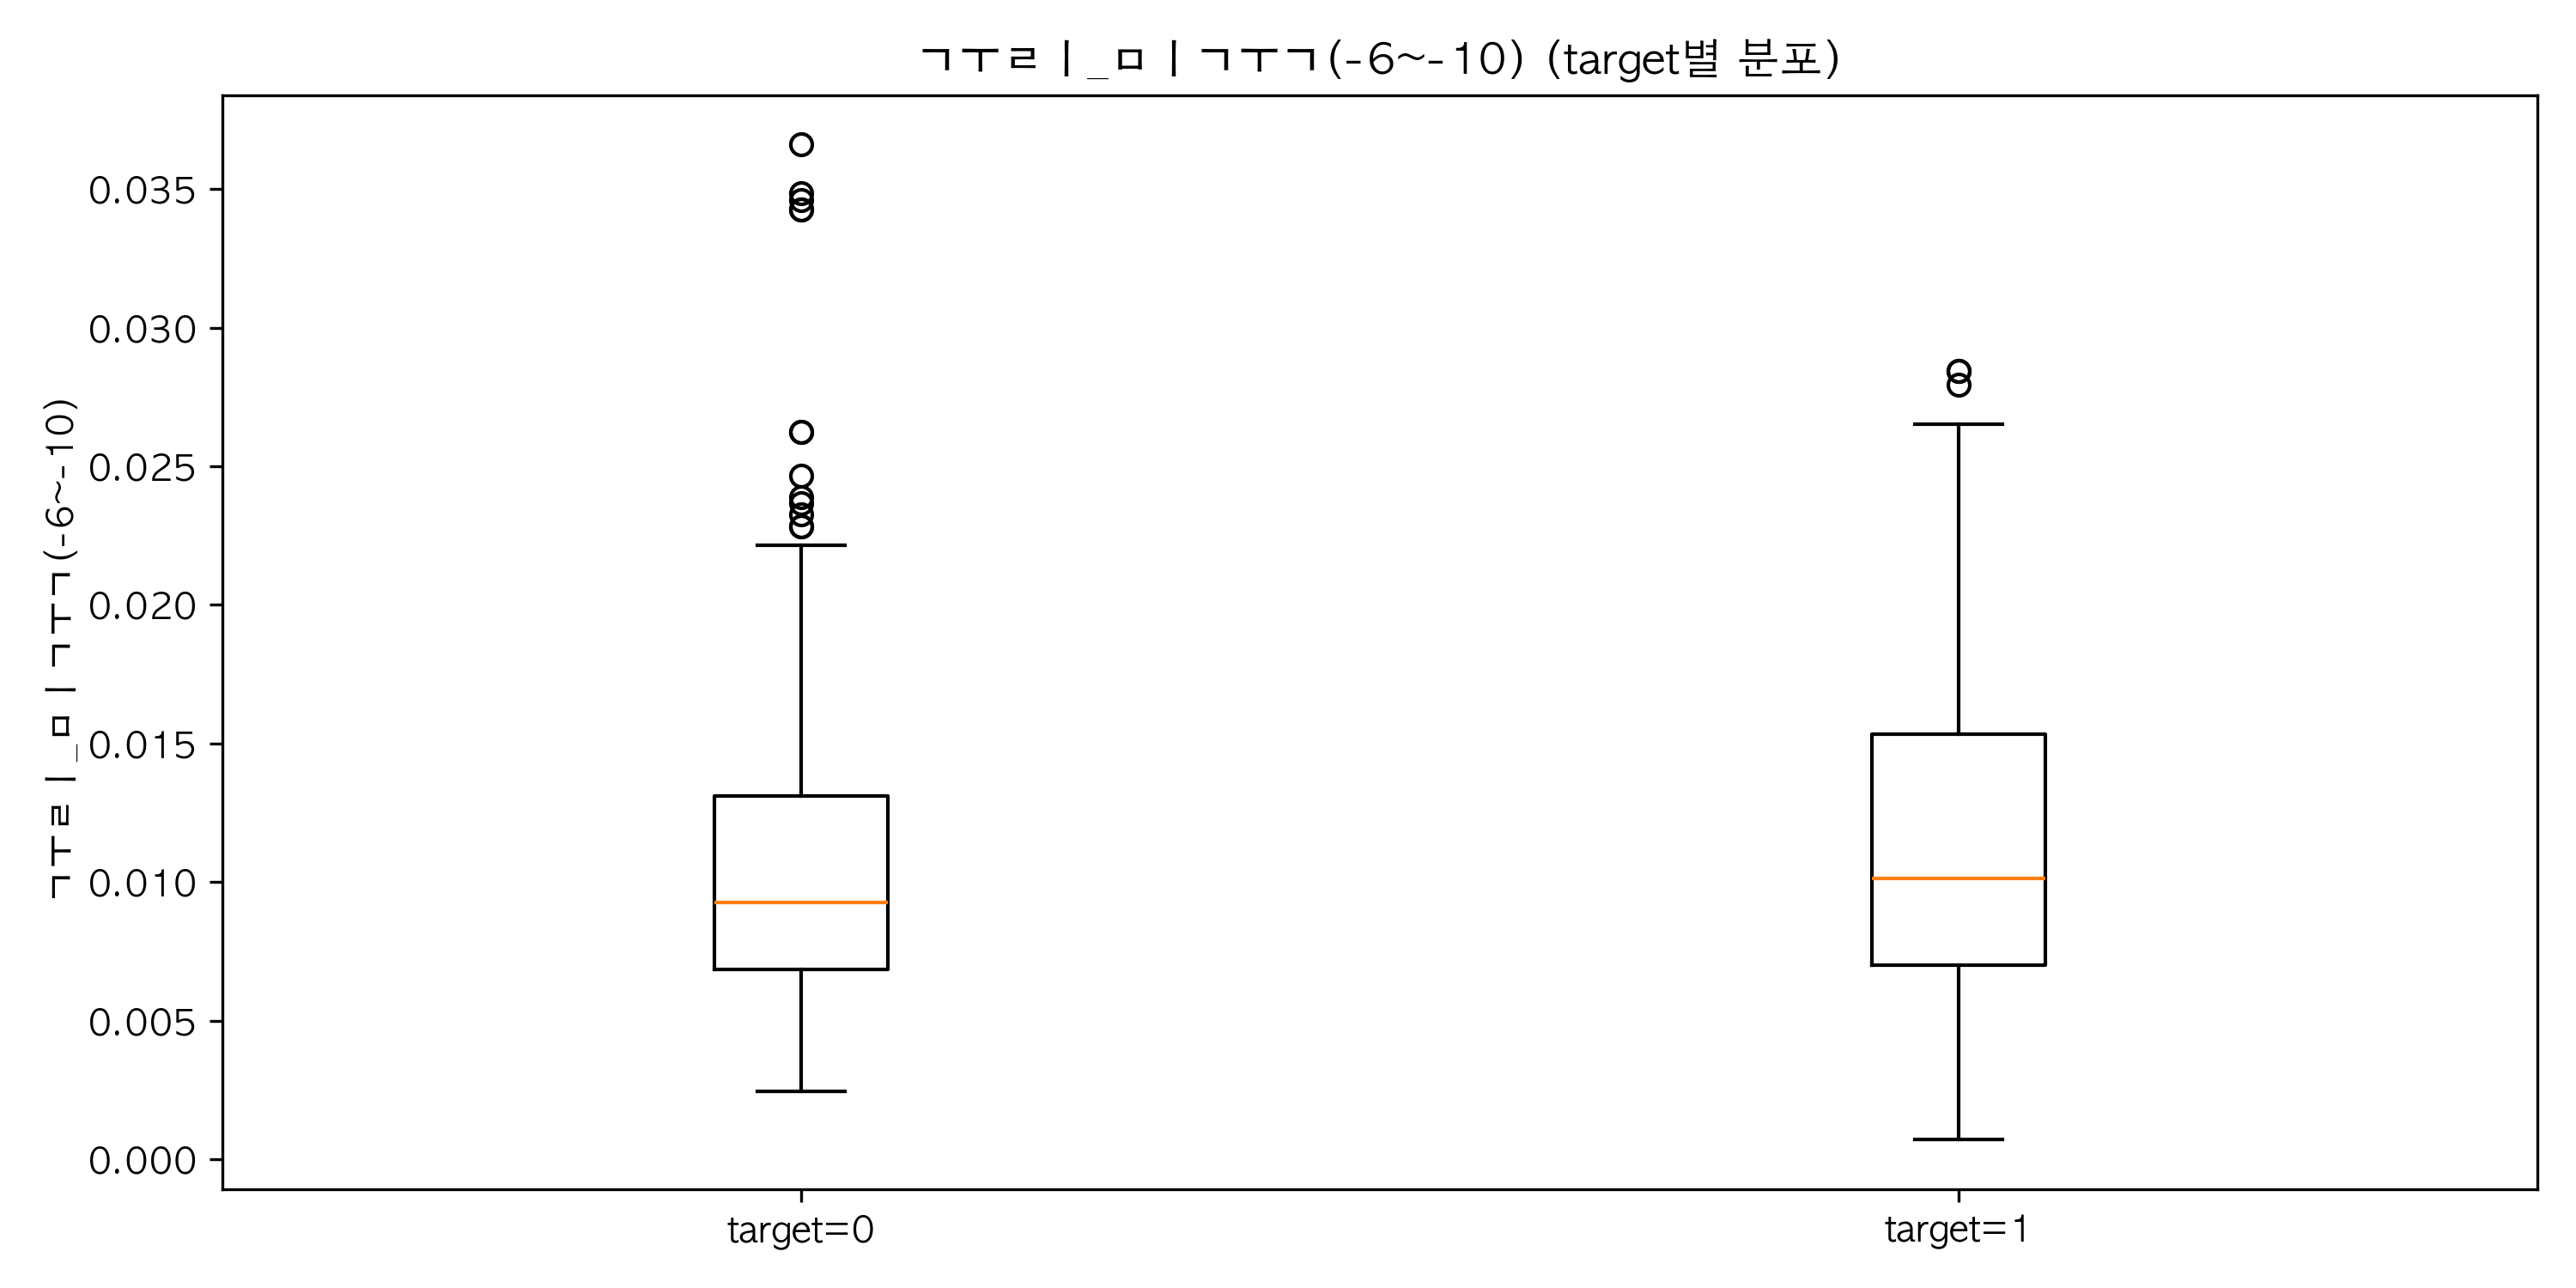 ㄱㅜㄹㅣ_ㅁㅣㄱㅜㄱ(-6~-10) (target별 분포)
ㄱㅜㄹㅣ_ㅁㅣㄱㅜㄱ(-6~-10)
0.035
0.030
0.025
0.020
0.015
0.010
0.005
0.000
target=0
target=1